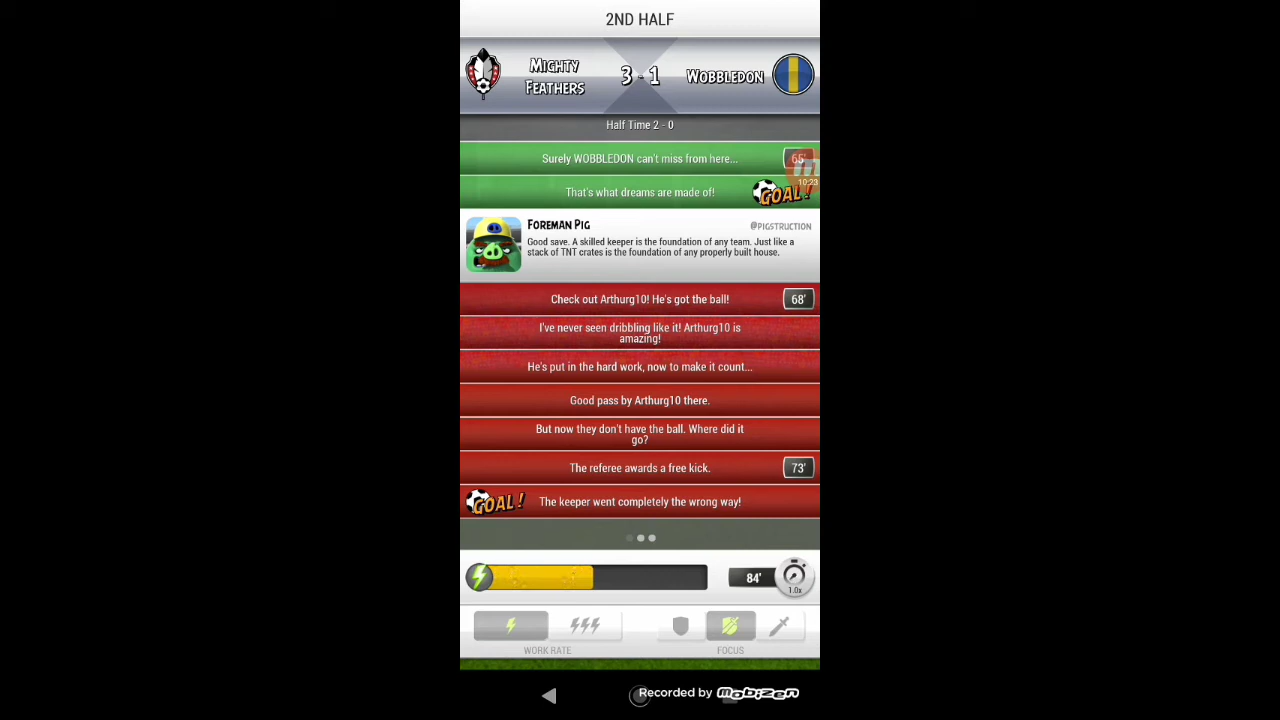 2ND HALF
MIGHTY
FEATHERS
3 - 1
WOBBLEDON
Half Time 2 - 0
Surely WOBBLEDON can't miss from here...
65'
That's what dreams are made of!
GOAL!
FOREMAN PIG
@PIGSTRUCTION
Good save. A skilled keeper is the foundation of any team. Just like a
stack of TNT crates is the foundation of any properly built house.
10:23
Check out Arthurg10! He's got the ball!
68'
I've never seen dribbling like it! Arthurg10 is
amazing!
He's put in the hard work, now to make it count...
Good pass by Arthurg10 there.
But now they don't have the ball. Where did it
go?
The referee awards a free kick.
73'
GOAL!
The keeper went completely the wrong way!
84'
1.0x
WORK RATE
FOCUS
Recorded by Mobizen